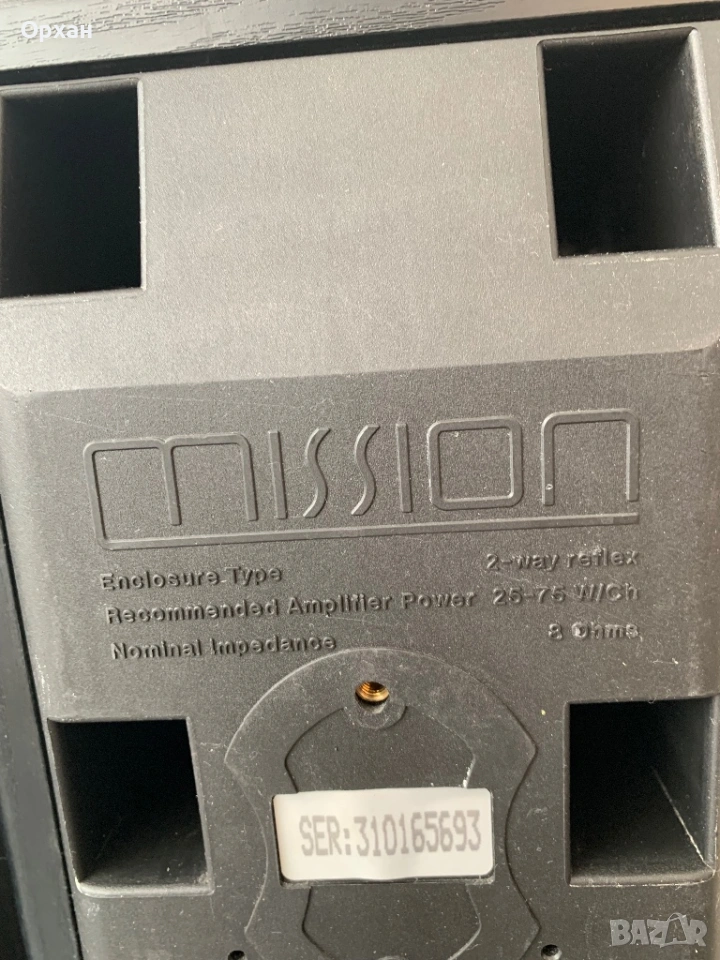 Орхан
mission
Enclosure Type 2-way reflex
Recommended Amplifier Power 25-75 W/Ch
Nominal Impedance 8 Ohms
SER:310165693
BAZAR